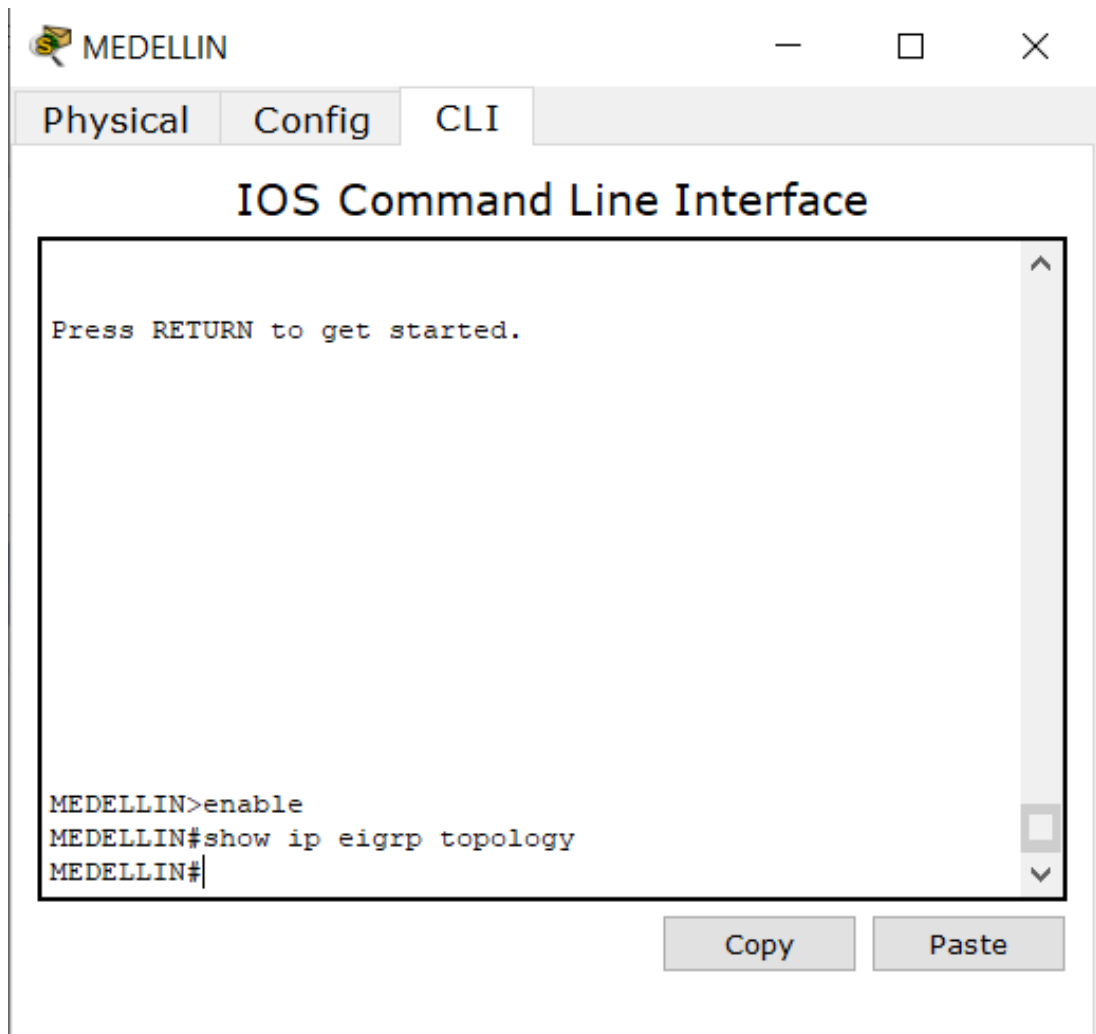 MEDELLIN
Physical Config CLI
IOS Command Line Interface
Press RETURN to get started.
MEDELLIN>enable
MEDELLIN#show ip eigrp topology
MEDELLIN#
Copy Paste